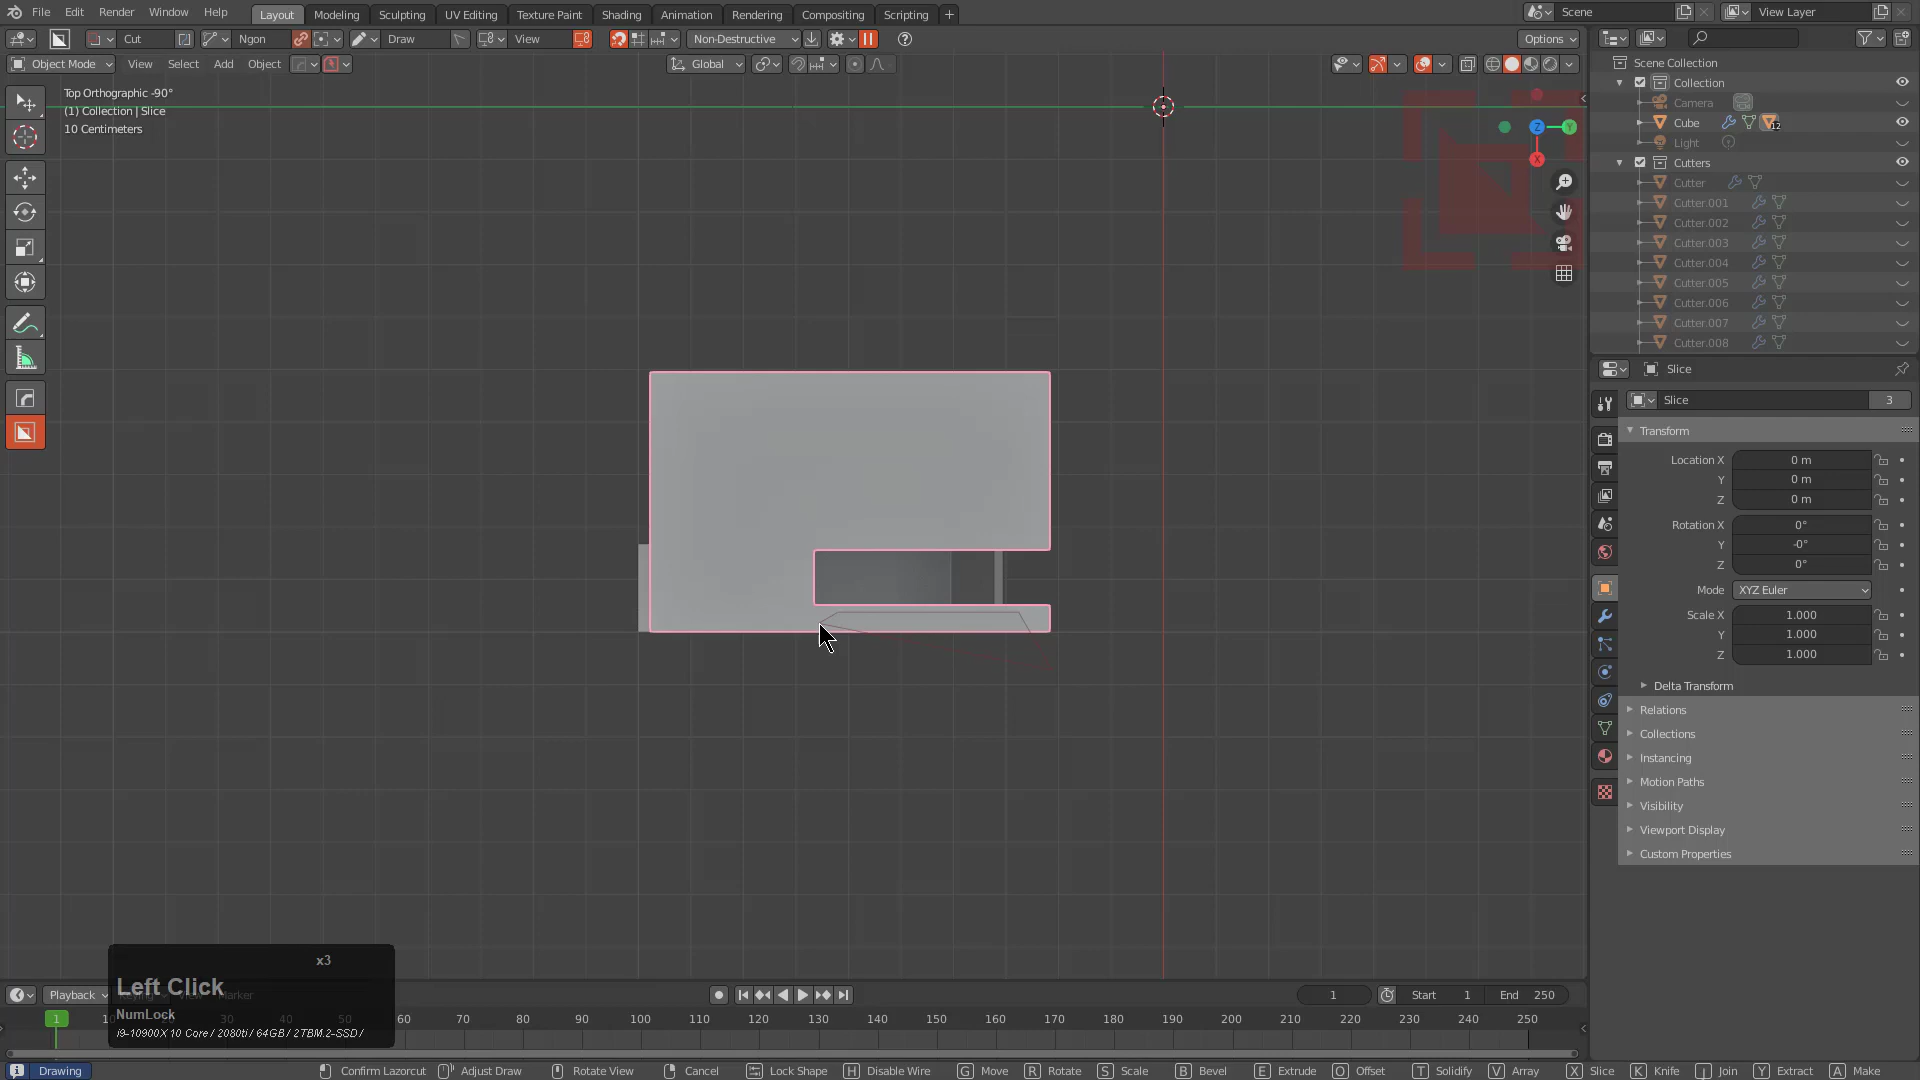 File Edit Render Window Help Layout Modeling Sculpting UV Editing Texture Paint Shading Animation Rendering Compositing Scripting + Scene View Layer
Cut Ngon Draw View Non-Destructive Options
Object Mode View Select Add Object Global
Top Orthographic -90°
(1) Collection | Slice
10 Centimeters
Z Y
X
Scene Collection
Collection
Camera
Cube 12
Light
Cutters
Cutter
Cutter.001
Cutter.002
Cutter.003
Cutter.004
Cutter.005
Cutter.006
Cutter.007
Cutter.008
Slice
Slice 3
Transform
Location X 0 m
Y 0 m
Z 0 m
Rotation X 0°
Y -0°
Z 0°
Mode XYZ Euler
Scale X 1.000
Y 1.000
Z 1.000
Delta Transform
Relations
Collections
Instancing
Motion Paths
Visibility
Viewport Display
Custom Properties
x3
Left Click
NumLock
i9-10900X 10 Core / 2080ti / 64GB / 2TBM.2-SSD /
Playback Keying View Marker 1 Start 1 End 250
1 60 70 80 90 100 110 120 130 140 150 160 170 180 190 200 210 220 230 240 250
Drawing Confirm Lazorcut Adjust Draw Rotate View Cancel Lock Shape H Disable Wire G Move R Rotate S Scale B Bevel E Extrude O Offset T Solidify V Array X Slice K Knife J Join Y Extract A Make